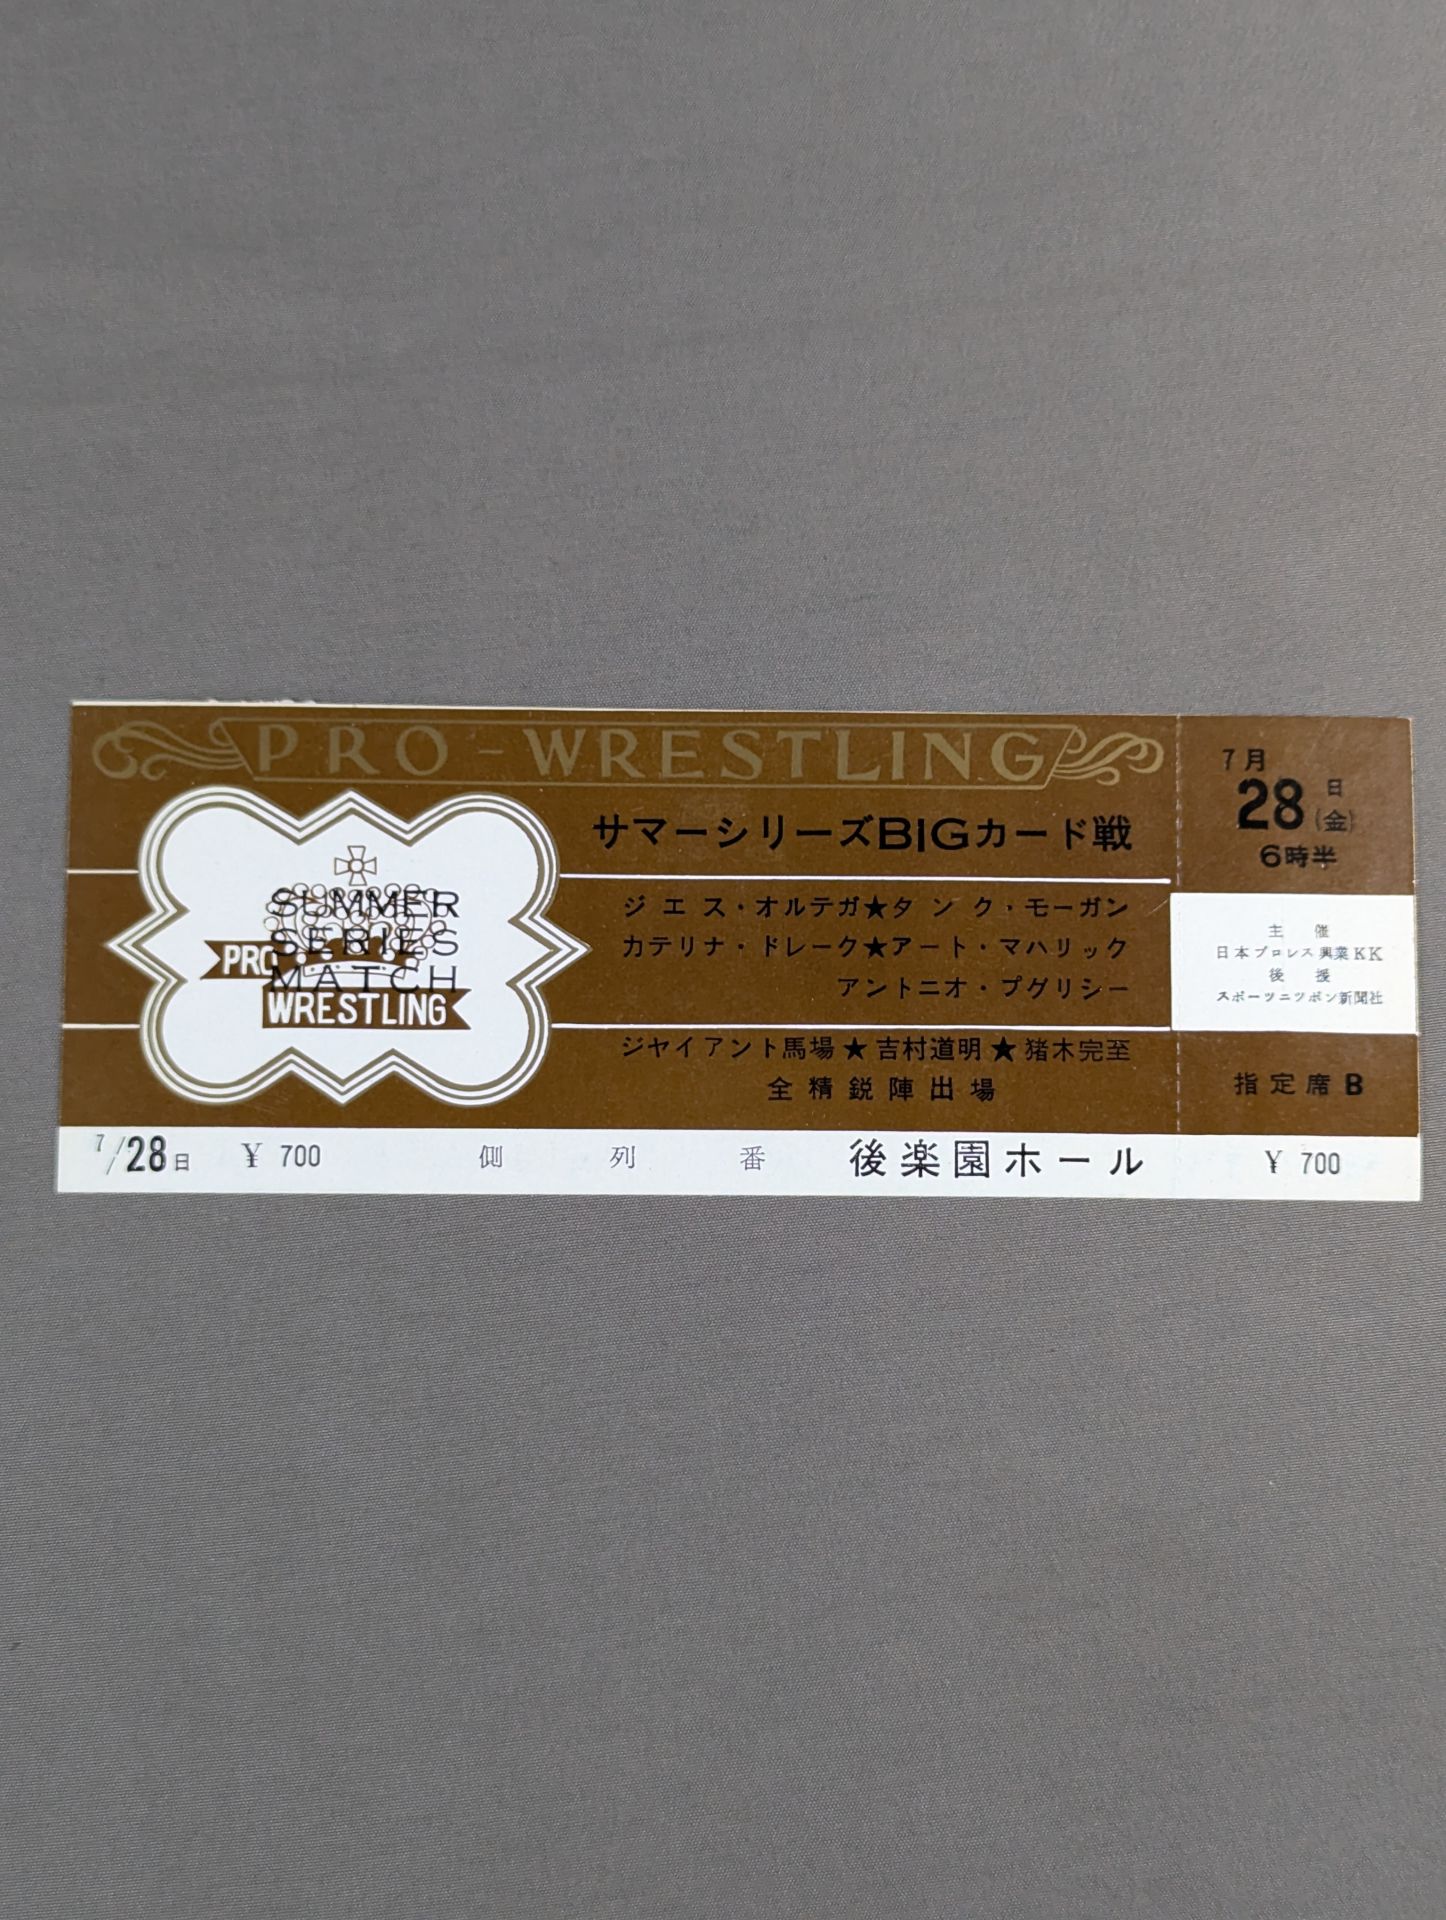 PRO-WRESTLING
サマーシリーズBIGカード戦
ジェス・オルテガ★タンク・モーガン
カテリナ・ドレーク★アート・マハリック
アントニオ・プグリシー
ジヤイアント馬場★吉村道明★猪木完至
全精鋭陣出場
SUMMER
SERIES
MATCH
PRO
WRESTLING
7/28日 ¥ 700 側 列 番 後楽園ホール
7月
28日(金)
6時半
主催
日本プロレス興業KK
後援
スポーツニツポン新聞社
指定席B
¥ 700